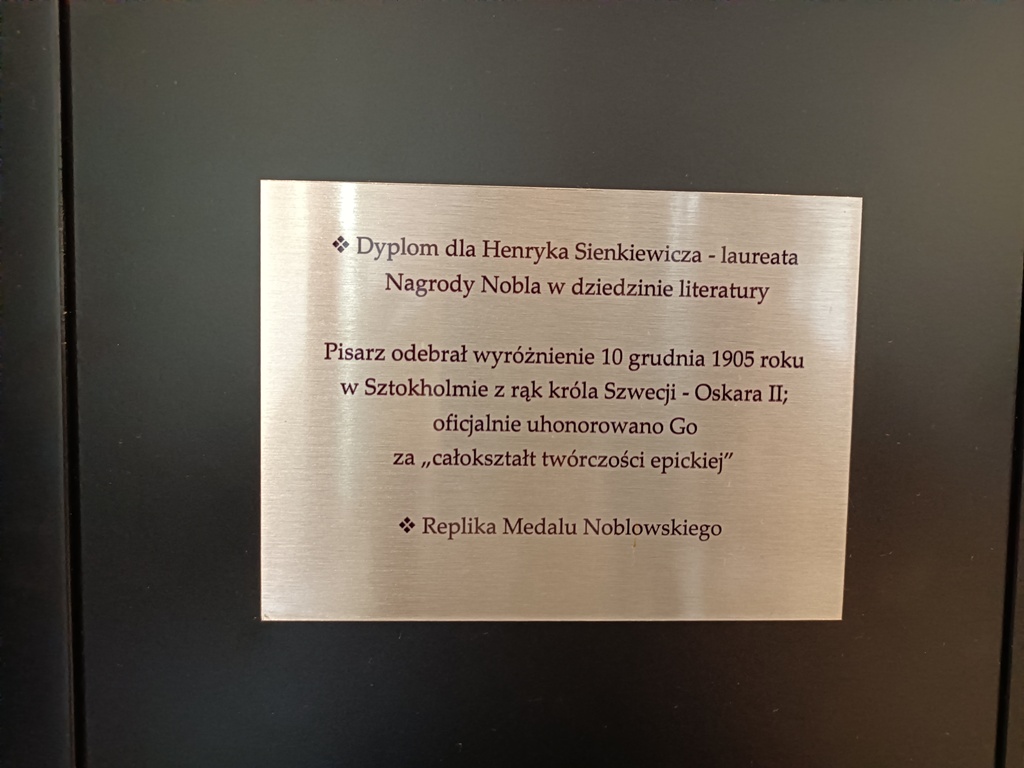 ❖ Dyplom dla Henryka Sienkiewicza - laureata
Nagrody Nobla w dziedzinie literatury
Pisarz odebrał wyróżnienie 10 grudnia 1905 roku
w Sztokholmie z rąk króla Szwecji - Oskara II;
oficjalnie uhonorowano Go
za „całokształt twórczości epickiej”
❖ Replika Medalu Noblowskiego